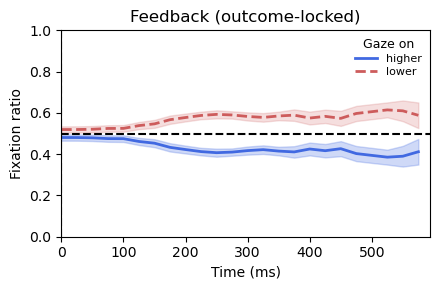 Feedback (outcome-locked)
Gaze on
higher
lower
Fixation ratio
1.0
0.8
0.6
0.4
0.2
0.0
0 100 200 300 400 500
Time (ms)